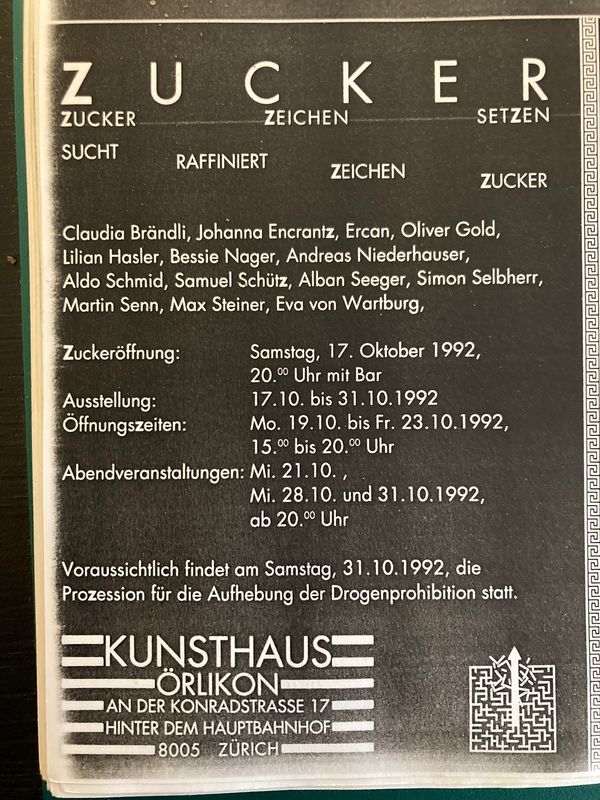 ZUCKER
ZUCKER ZEICHEN SETZEN
SUCHT RAFFINIERT ZEICHEN ZUCKER
Claudia Brändli, Johanna Encrantz, Ercan, Oliver Gold,
Lilian Hasler, Bessie Nager, Andreas Niederhauser,
Aldo Schmid, Samuel Schütz, Alban Seeger, Simon Selbherr,
Martin Senn, Max Steiner, Eva von Wartburg,
Zuckeröffnung: Samstag, 17. Oktober 1992,
20.⁰⁰ Uhr mit Bar
Ausstellung: 17.10. bis 31.10.1992
Öffnungszeiten: Mo. 19.10. bis Fr. 23.10.1992,
15.⁰⁰ bis 20.⁰⁰ Uhr
Abendveranstaltungen: Mi. 21.10. ,
Mi. 28.10. und 31.10.1992,
ab 20.⁰⁰ Uhr
Voraussichtlich findet am Samstag, 31.10.1992, die
Prozession für die Aufhebung der Drogenprohibition statt.
KUNSTHAUS
ÖRLIKON
AN DER KONRADSTRASSE 17
HINTER DEM HAUPTBAHNHOF
8005 ZÜRICH